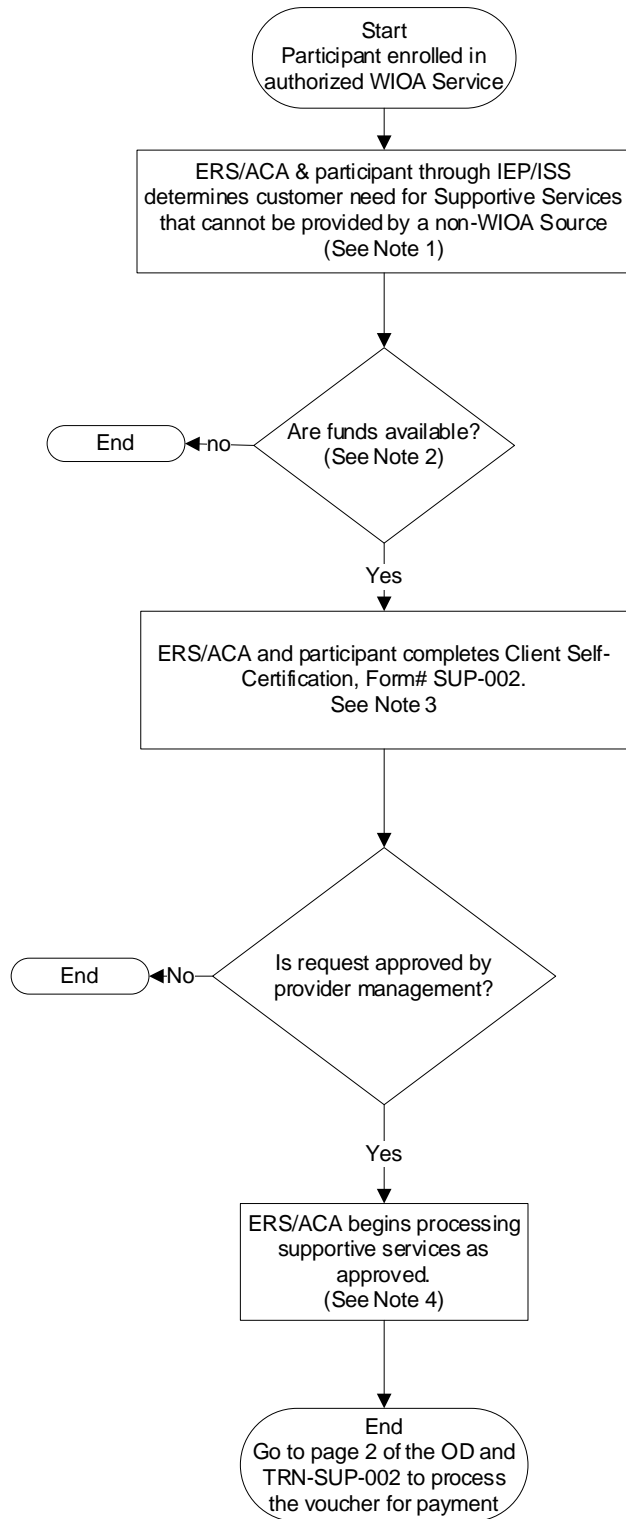 Start
Participant enrolled in
authorized WIOA Service
ERS/ACA & participant through IEP/ISS
determines customer need for Supportive Services
that cannot be provided by a non-WIOA Source
(See Note 1)
Are funds available?
(See Note 2)
no
End
Yes
ERS/ACA and participant completes Client Self-
Certification, Form# SUP-002.
See Note 3
Is request approved by
provider management?
No
End
Yes
ERS/ACA begins processing
supportive services as
approved.
(See Note 4)
End
Go to page 2 of the OD and
TRN-SUP-002 to process
the voucher for payment